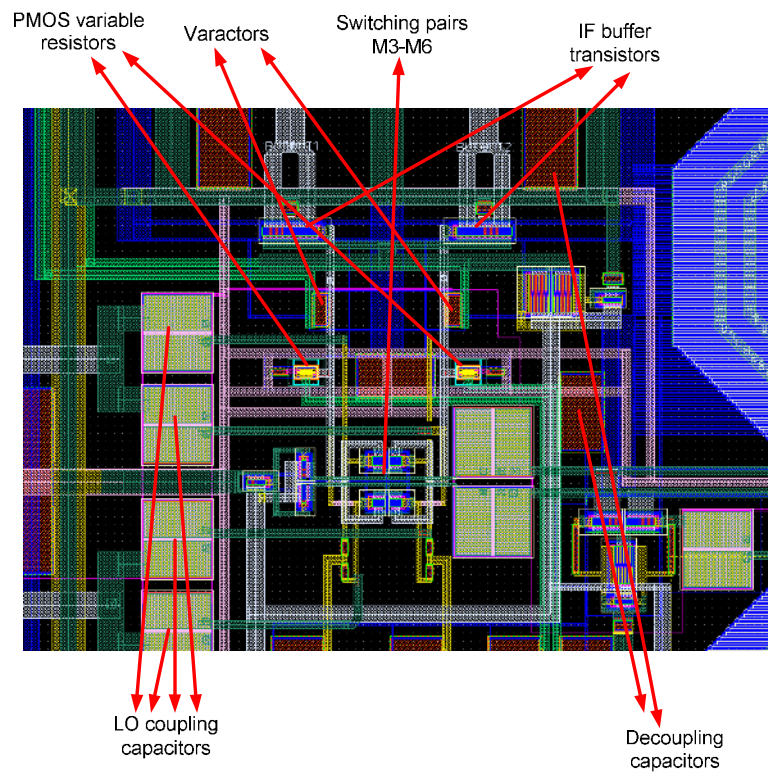 PMOS variable
resistors
Varactors
Switching pairs
M3-M6
IF buffer
transistors
LO coupling
capacitors
Decoupling
capacitors